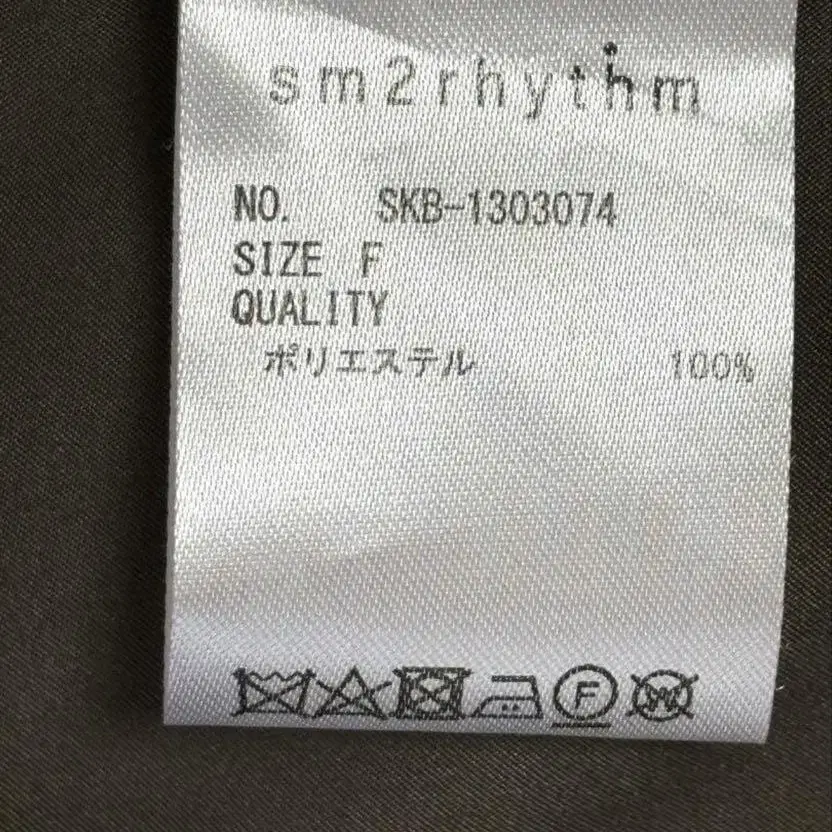 sm2rhythm
NO. SKB-1303074
SIZE F
QUALITY
ポリエステル 100%
F W